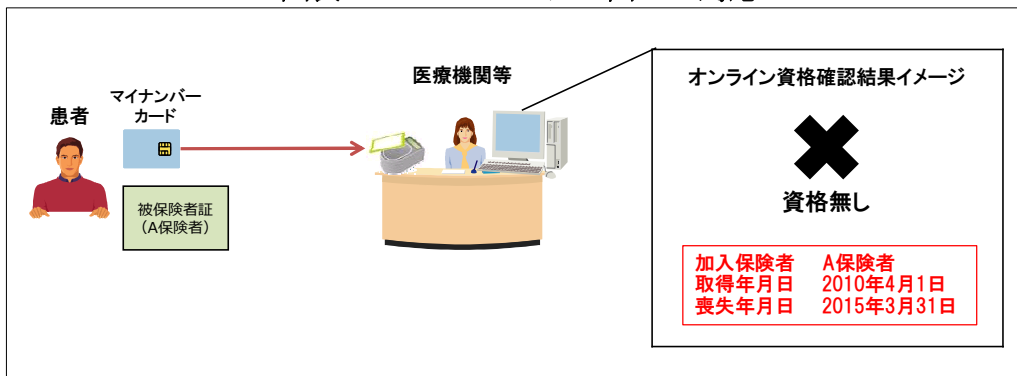 患者
マイナンバー
カード
被保険者証
（A保険者）
医療機関等
オンライン資格確認結果イメージ
資格無し
加入保険者 A保険者
取得年月日 2010年4月1日
喪失年月日 2015年3月31日